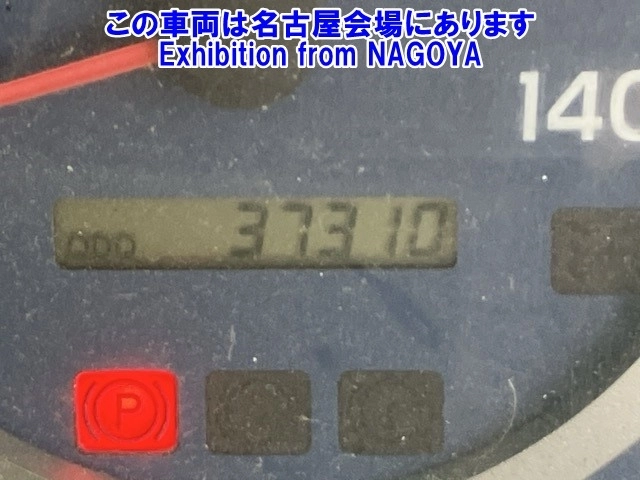 この車両は名古屋会場にあります
Exhibition from NAGOYA
140
ODO 37310
P